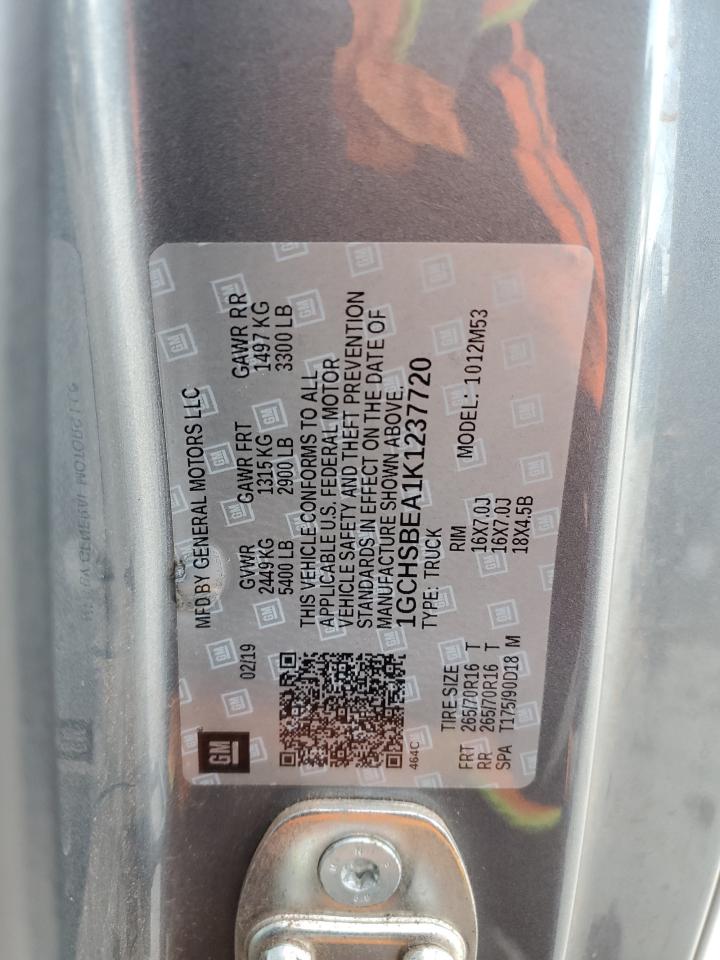 GM
MFD BY GENERAL MOTORS LLC
02/19 GVWR GAWR FRT GAWR RR
2449 KG 1315 KG 1497 KG
5400 LB 2900 LB 3300 LB
THIS VEHICLE CONFORMS TO ALL
APPLICABLE U.S. FEDERAL MOTOR
VEHICLE SAFETY AND THEFT PREVENTION
STANDARDS IN EFFECT ON THE DATE OF
MANUFACTURE SHOWN ABOVE.
1GCHSBEA1K1237720
464C
TYPE: TRUCK MODEL: 1012M53
TIRE SIZE RIM
FRT 265/70R16 T 16X7.0J
RR 265/70R16 T 16X7.0J
SPA T175/90D18 M 18X4.5B